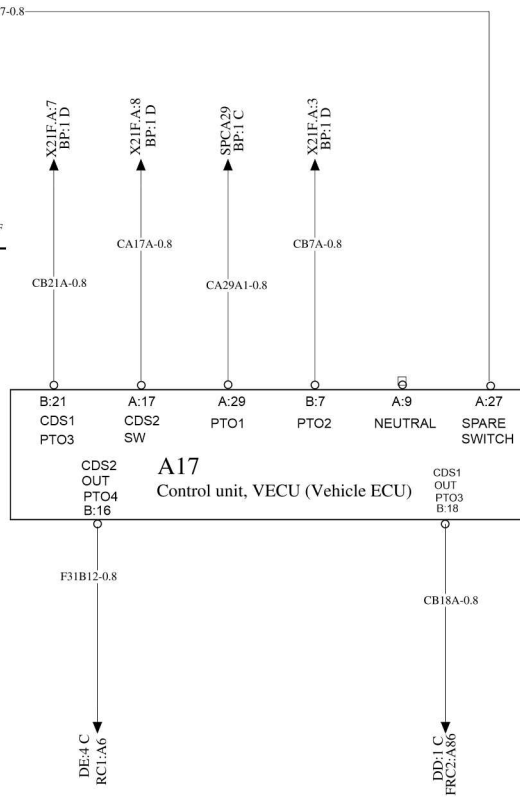 7-0.8
X21F.A:7
BP:1 D
X21F.A:8
BP:1 D
SPCA29
BP:1 C
X21F.A:3
BP:1 D
CA17A-0.8
CB7A-0.8
CB21A-0.8
CA29A1-0.8
B:21
A:17
A:29
B:7
A:9
A:27
CDS1
PTO3
CDS2
SW
PTO1
PTO2
NEUTRAL
SPARE
SWITCH
CDS2
OUT
PTO4
B:16
A17
Control unit, VECU (Vehicle ECU)
CDS1
OUT
PTO3
B:18
F31B12-0.8
CB18A-0.8
DE:4 C
RC1:A6
DD:1 C
FRC2:A86